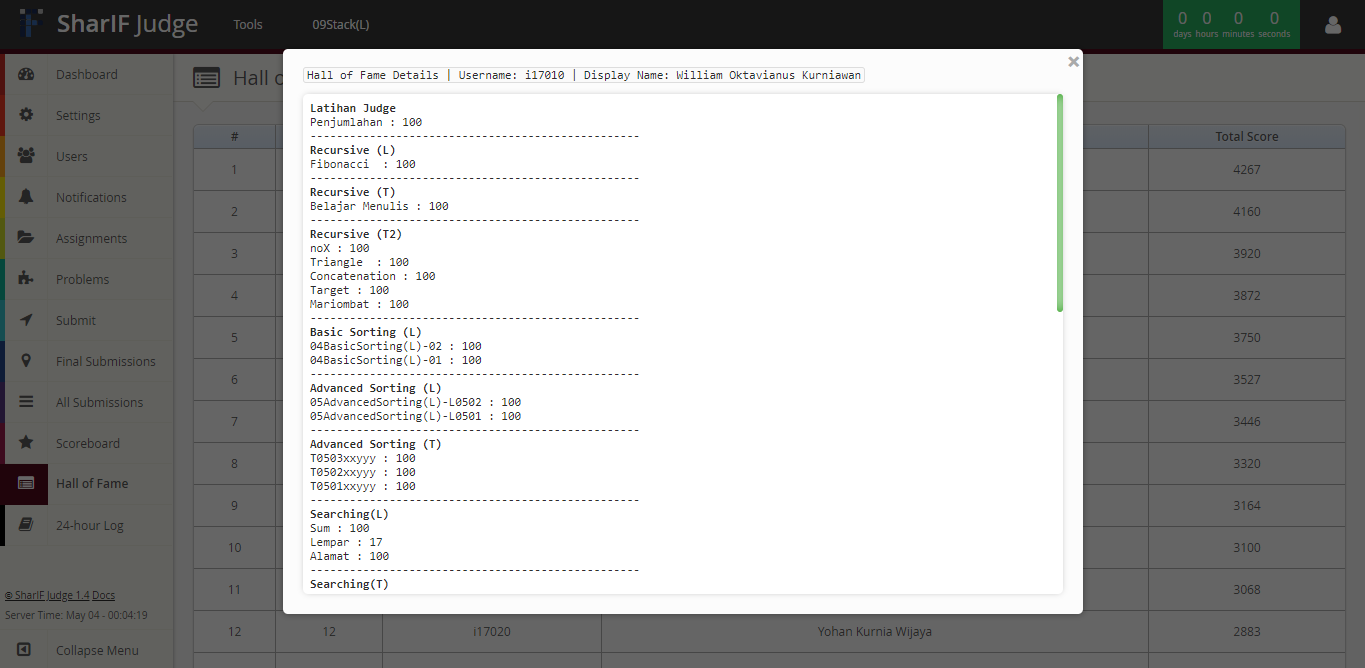 SharIF Judge
Tools
09Stack(L)
0 0 0 0
days hours minutes seconds
Dashboard
Settings
Users
Notifications
Assignments
Problems
Submit
Final Submissions
All Submissions
Scoreboard
Hall of Fame
24-hour Log
© SharIF Judge 1.4 Docs
Server Time: May 04 - 00:04:19
Collapse Menu
Hall
Hall of Fame Details | Username: i17010 | Display Name: William Oktavianus Kurniawan
Latihan Judge
Penjumlahan : 100
--------------------------------------------------
Recursive (L)
Fibonacci  : 100
--------------------------------------------------
Recursive (T)
Belajar Menulis : 100
--------------------------------------------------
Recursive (T2)
noX : 100
Triangle  : 100
Concatenation : 100
Target : 100
Mariombat : 100
--------------------------------------------------
Basic Sorting (L)
04BasicSorting(L)-02 : 100
04BasicSorting(L)-01 : 100
--------------------------------------------------
Advanced Sorting (L)
05AdvancedSorting(L)-L0502 : 100
05AdvancedSorting(L)-L0501 : 100
--------------------------------------------------
Advanced Sorting (T)
T0503xxyyy : 100
T0502xxyyy : 100
T0501xxyyy : 100
--------------------------------------------------
Searching(L)
Sum : 100
Lempar : 17
Alamat : 100
--------------------------------------------------
Searching(T)
# Total Score
1 4267
2 4160
3 3920
4 3872
5 3750
6 3527
7 3446
8 3320
9 3164
10 3100
11 3068
12 12 i17020 Yohan Kurnia Wijaya 2883